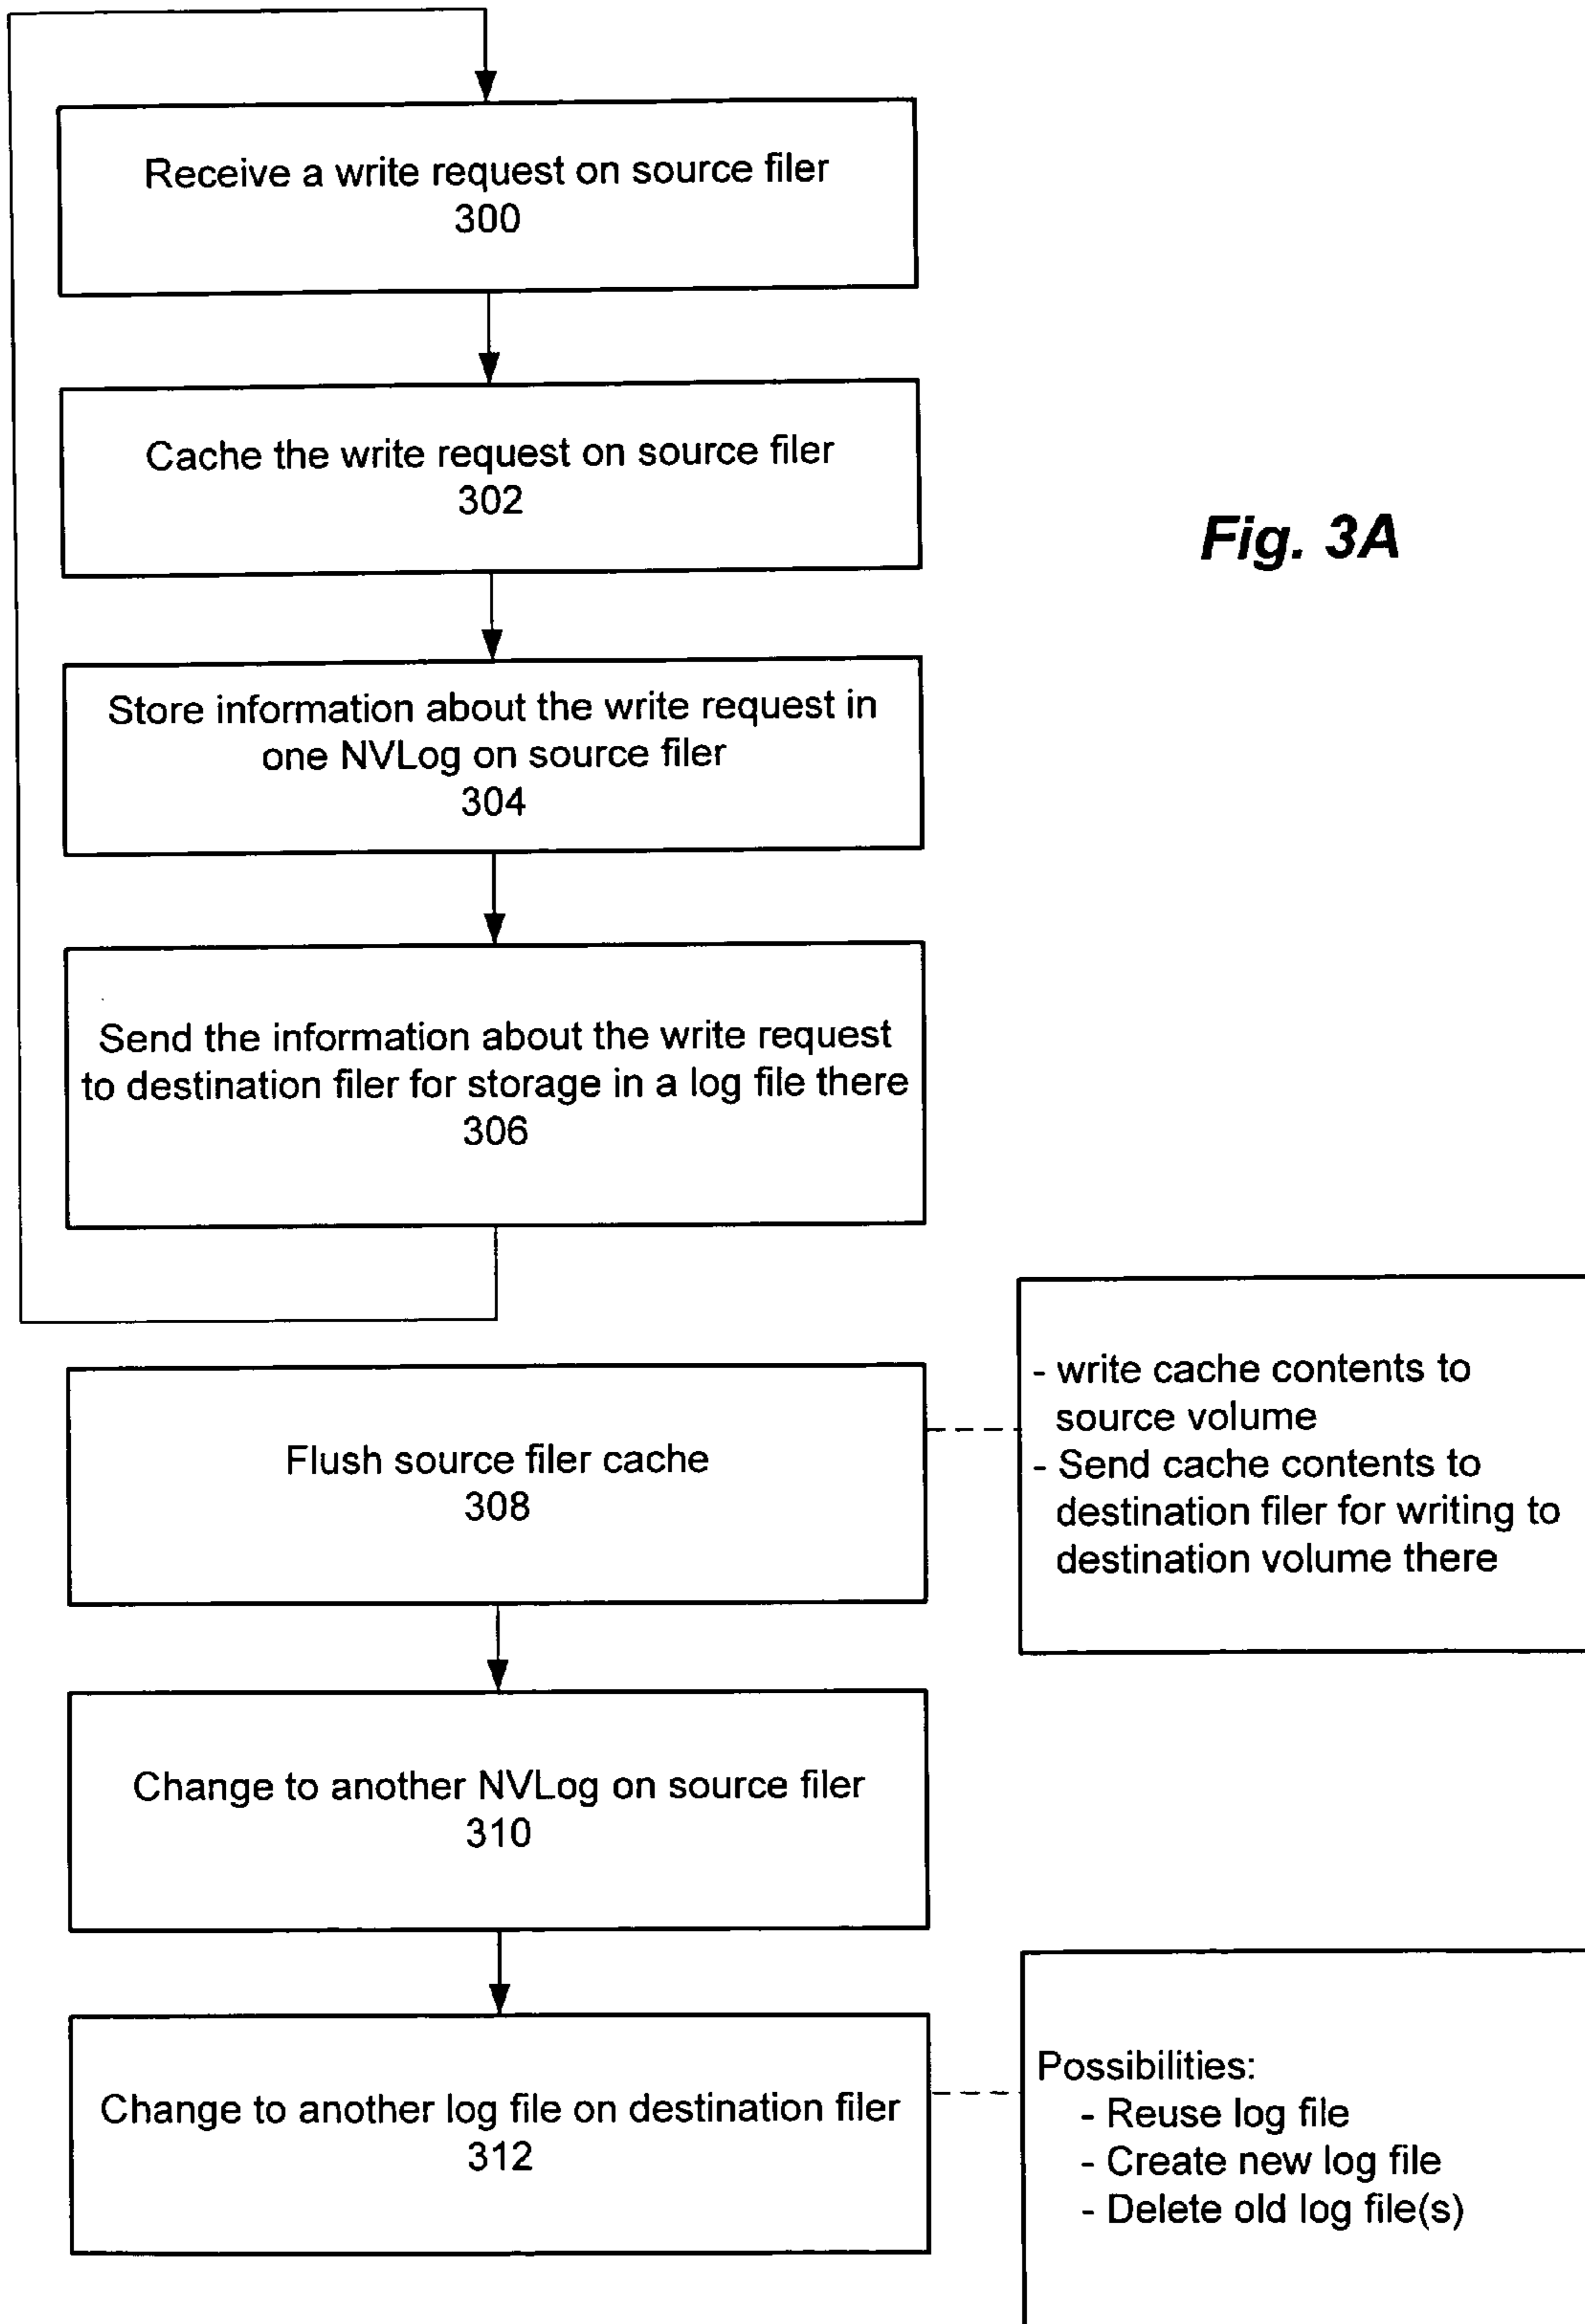 Receive a write request on source filer
300
Cache the write request on source filer
302
Fig. 3A
Store information about the write request in
one NVLog on source filer
304
Send the information about the write request
to destination filer for storage in a log file there
306
Flush source filer cache
308
- write cache contents to
source volume
- Send cache contents to
destination filer for writing to
destination volume there
Change to another NVLog on source filer
310
Change to another log file on destination filer
312
Possibilities:
- Reuse log file
- Create new log file
- Delete old log file(s)